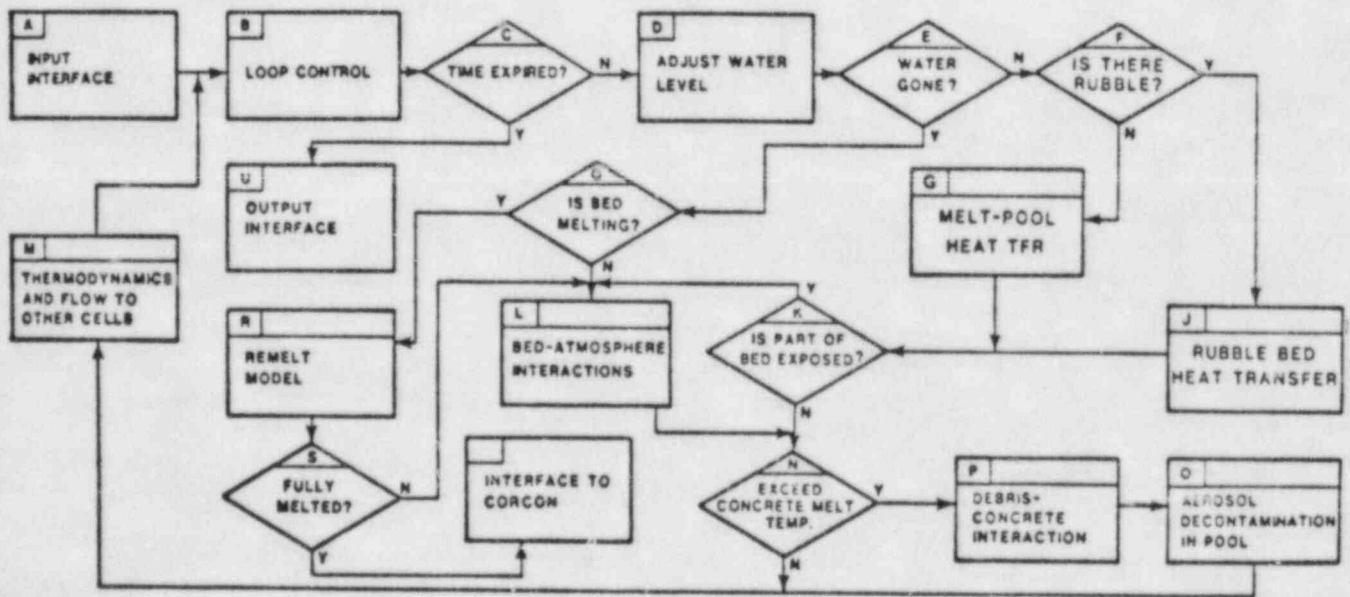 A
INPUT
INTERFACE
B
LOOP CONTROL
C
TIME EXPIRED?
N
Y
D
ADJUST WATER
LEVEL
E
WATER
GONE?
N
Y
F
IS THERE
RUBBLE?
Y
N
U
OUTPUT
INTERFACE
IS BED
MELTING?
Y
N
G
MELT-POOL
HEAT TFR
M
THERMODYNAMICS
AND FLOW TO
OTHER CELLS
R
REMELT
MODEL
L
BED-ATMOSPHERE
INTERACTIONS
K
IS PART OF
BED EXPOSED?
Y
N
J
RUBBLE BED
HEAT TRANSFER
S
FULLY
MELTED?
N
Y
INTERFACE TO
CORCON
N
EXCEED
CONCRETE MELT
TEMP.
Y
N
P
DEBRIS-
CONCRETE
INTERACTION
AEROSOL
DECONTAMINATION
IN POOL